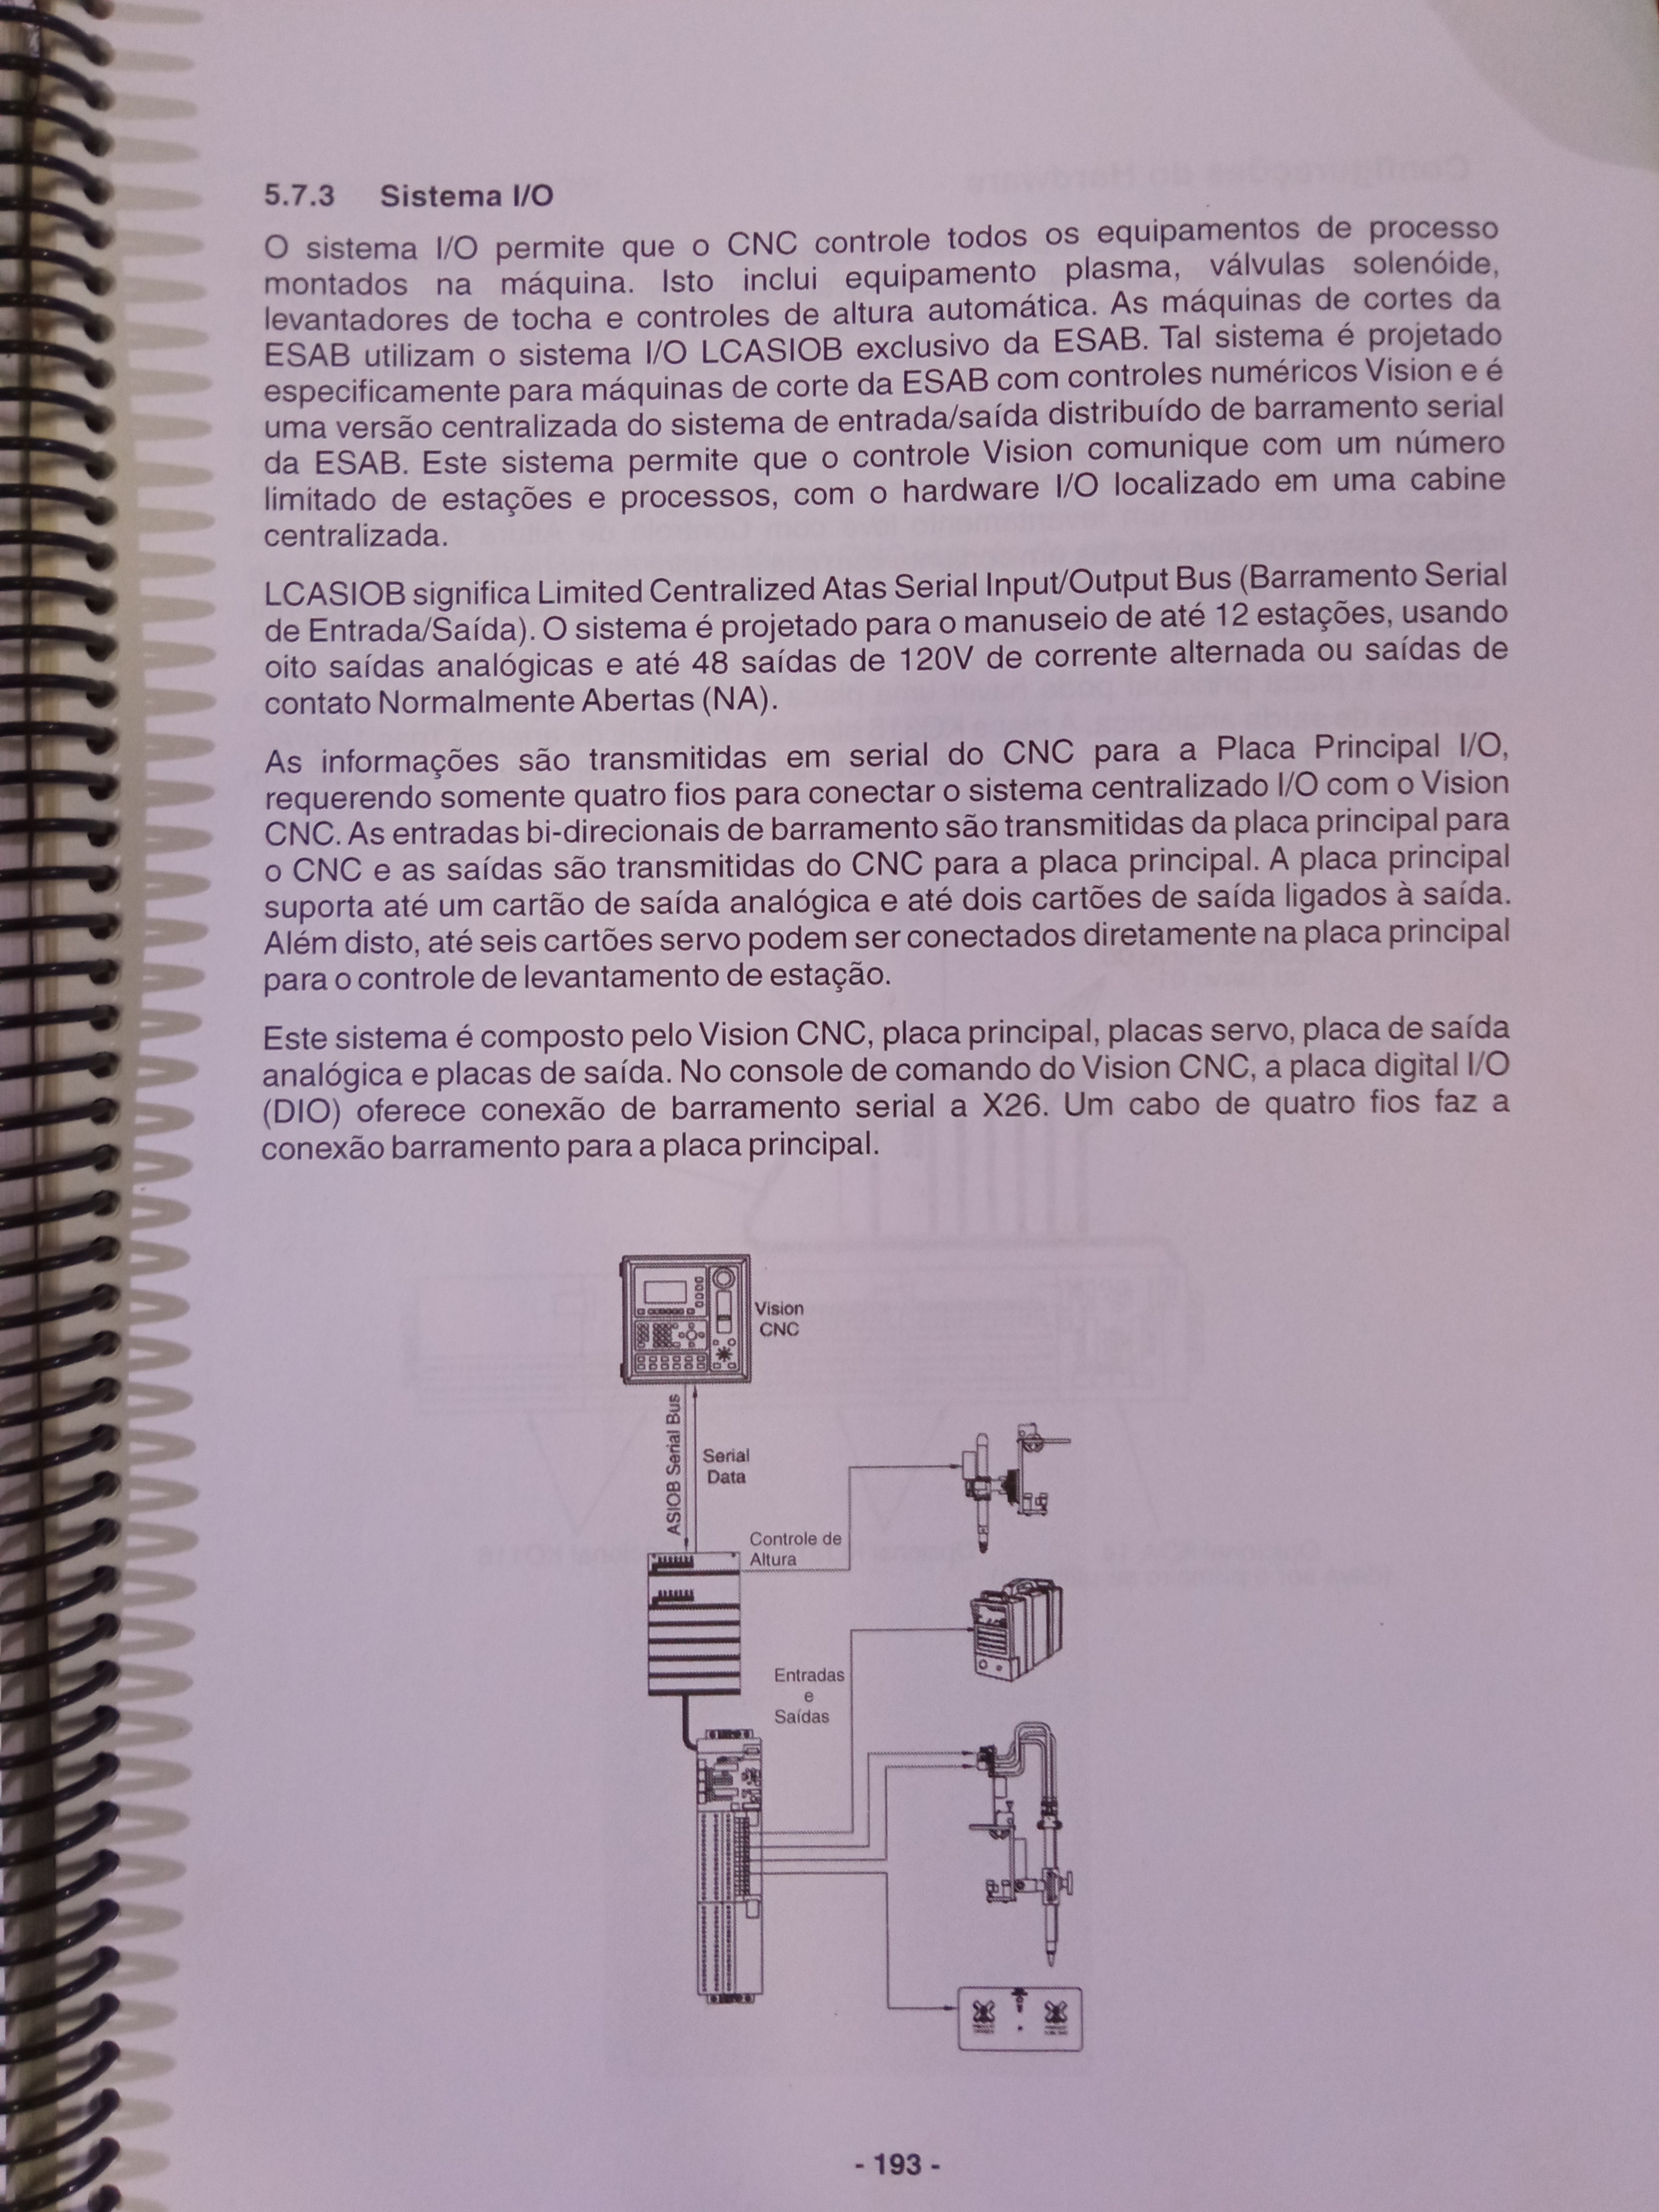 5.7.3 Sistema I/O
O sistema I/O permite que o CNC controle todos os equipamentos de processo
montados na máquina. Isto inclui equipamento plasma, válvulas solenóide,
levantadores de tocha e controles de altura automática. As máquinas de cortes da
ESAB utilizam o sistema I/O LCASIOB exclusivo da ESAB. Tal sistema é projetado
especificamente para máquinas de corte da ESAB com controles numéricos Vision e é
uma versão centralizada do sistema de entrada/saída distribuído de barramento serial
da ESAB. Este sistema permite que o controle Vision comunique com um número
limitado de estações e processos, com o hardware I/O localizado em uma cabine
centralizada.
LCASIOB significa Limited Centralized Atas Serial Input/Output Bus (Barramento Serial
de Entrada/Saída). O sistema é projetado para o manuseio de até 12 estações, usando
oito saídas analógicas e até 48 saídas de 120V de corrente alternada ou saídas de
contato Normalmente Abertas (NA).
As informações são transmitidas em serial do CNC para a Placa Principal I/O,
requerendo somente quatro fios para conectar o sistema centralizado I/O com o Vision
CNC. As entradas bi-direcionais de barramento são transmitidas da placa principal para
o CNC e as saídas são transmitidas do CNC para a placa principal. A placa principal
suporta até um cartão de saída analógica e até dois cartões de saída ligados à saída.
Além disto, até seis cartões servo podem ser conectados diretamente na placa principal
para o controle de levantamento de estação.
Este sistema é composto pelo Vision CNC, placa principal, placas servo, placa de saída
analógica e placas de saída. No console de comando do Vision CNC, a placa digital I/O
(DIO) oferece conexão de barramento serial a X26. Um cabo de quatro fios faz a
conexão barramento para a placa principal.
Vision
CNC
ASIOB Serial Bus
Serial
Data
Controle de
Altura
Entradas
e
Saídas
- 193 -